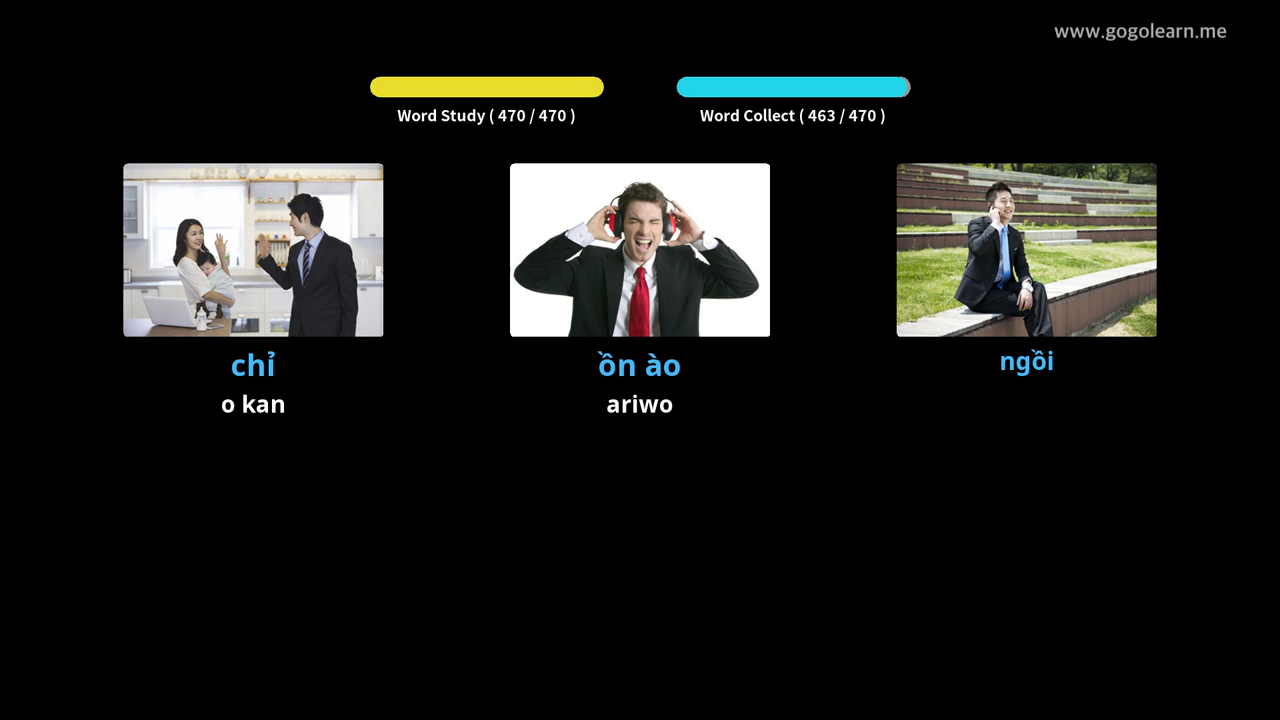 www.gogolearn.me
Word Study ( 470 / 470 )
Word Collect ( 463 / 470 )
chỉ
o kan
ồn ào
ariwo
ngồi